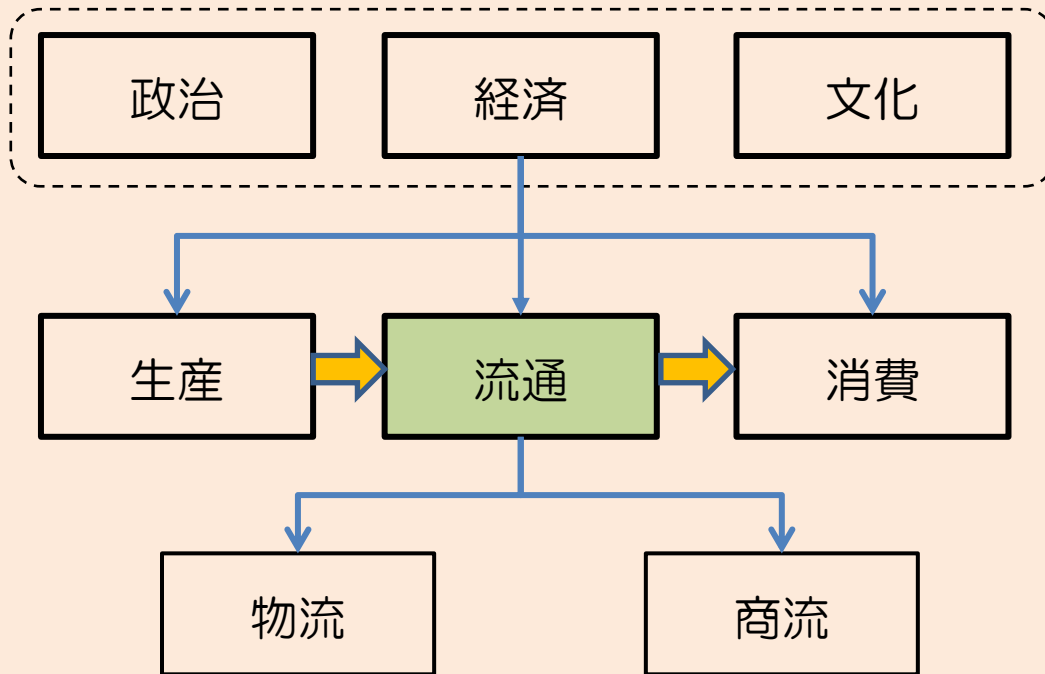 政治
経済
文化
生産
流通
消費
物流
商流